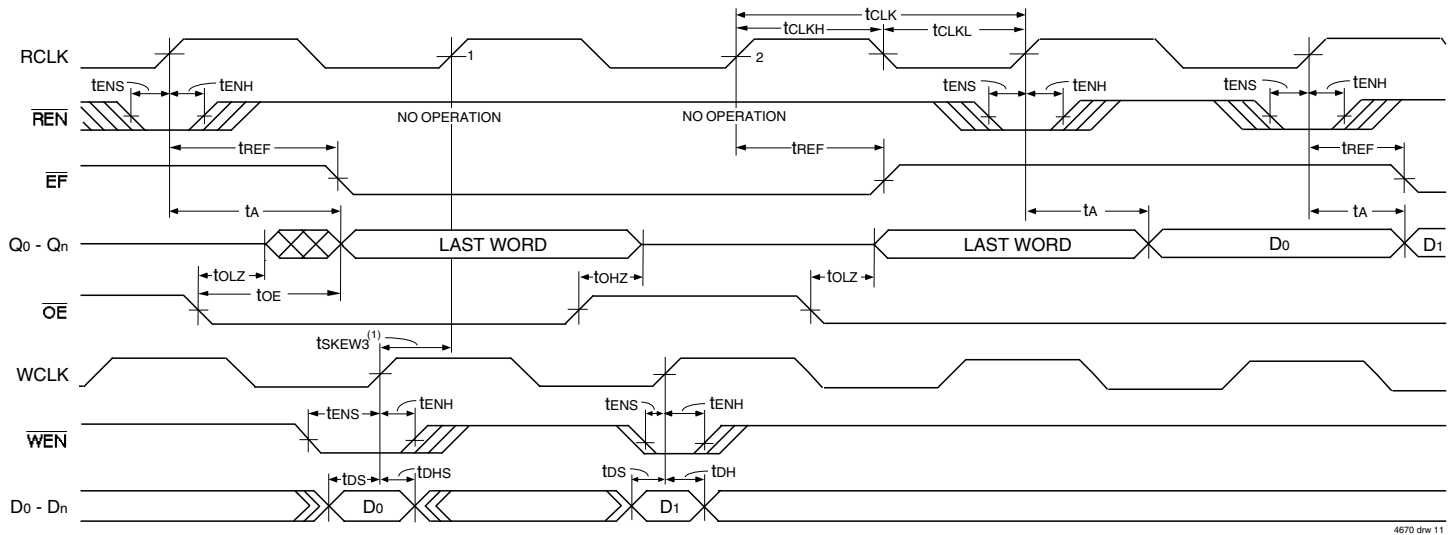 tCLK
tCLKH tCLKL
RCLK 1 2
tENS tENH tENS tENH tENS tENH
REN NO OPERATION NO OPERATION
tREF tREF tREF
EF
tA tA tA
Q0 - Qn LAST WORD LAST WORD D0 D1
tOLZ tOHZ tOLZ
tOE
OE
tSKEW3(1)
WCLK
tENS tENH tENS tENH
WEN
tDS tDHS tDS tDH
D0 - Dn D0 D1
4670 drw 11